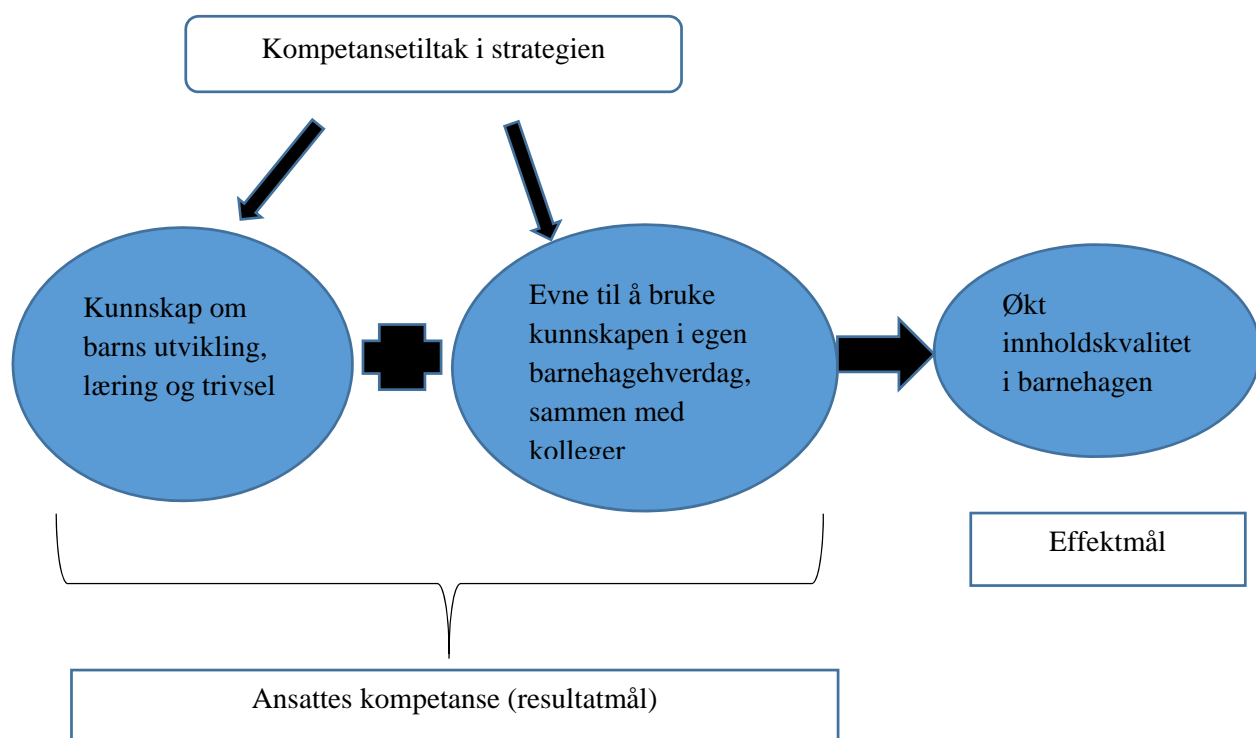 Kompetansetiltak i strategien
Kunnskap om
barns utvikling,
læring og trivsel
Evne til å bruke
kunnskapen i egen
barnehagehverdag,
sammen med
kolleger
Økt
innholdskvalitet
i barnehagen
Effektmål
Ansattes kompetanse (resultatmål)